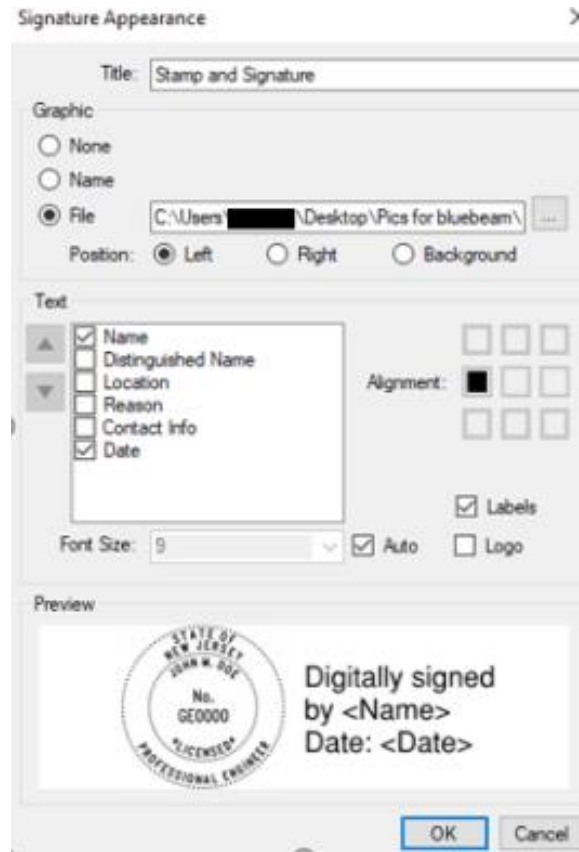 Signature Appearance
Title: Stamp and Signature
Graphic
None
Name
File C:\Users\ \Desktop\Pics for bluebeam\ ...
Position: Left Right Background
Text
Name
Distinguished Name
Location
Reason
Contact Info
Date
Alignment:
Labels
Font Size: 9 Auto Logo
Preview
STATE OF
NEW JERSEY
JOHN M. DOE
No.
GE0000
*LICENSED*
PROFESSIONAL ENGINEER
Digitally signed
by <Name>
Date: <Date>
OK Cancel